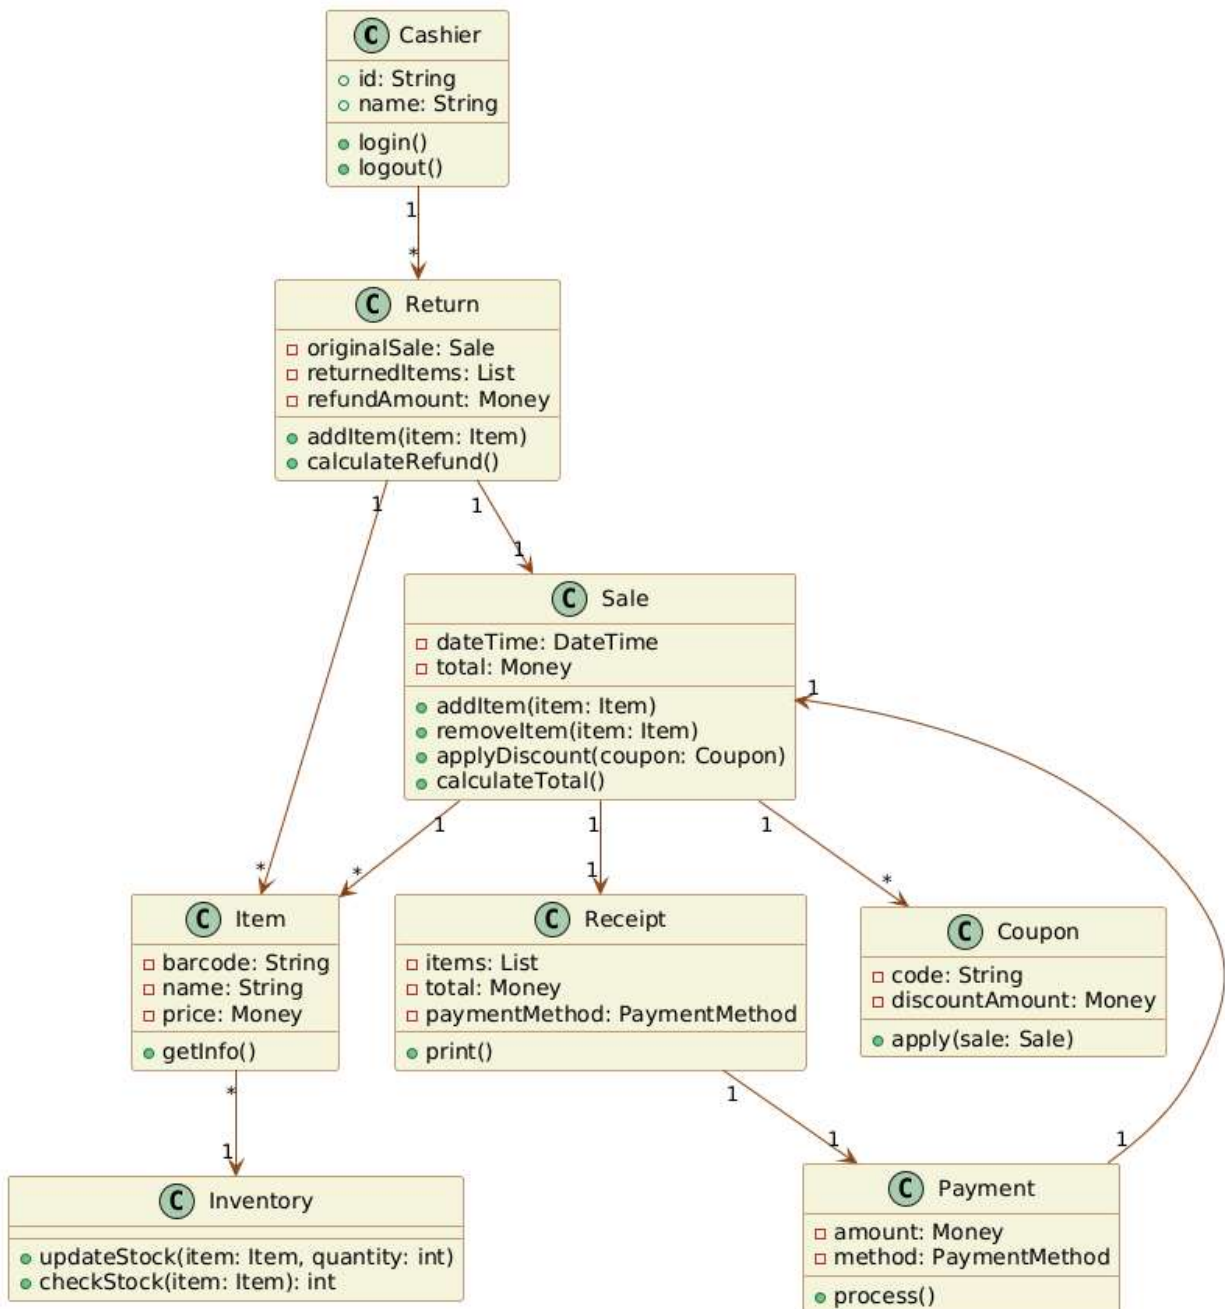 C Cashier
id: String
name: String
login()
logout()
1
*
C Return
originalSale: Sale
returnedItems: List
refundAmount: Money
addItem(item: Item)
calculateRefund()
1
1
1
C Sale
dateTime: DateTime
total: Money
addItem(item: Item)
removeItem(item: Item)
applyDiscount(coupon: Coupon)
calculateTotal()
1
1
1
1
*
*
1
*
C Item
barcode: String
name: String
price: Money
getInfo()
C Receipt
items: List
total: Money
paymentMethod: PaymentMethod
print()
C Coupon
code: String
discountAmount: Money
apply(sale: Sale)
*
1
1
1
1
C Inventory
updateStock(item: Item, quantity: int)
checkStock(item: Item): int
C Payment
amount: Money
method: PaymentMethod
process()